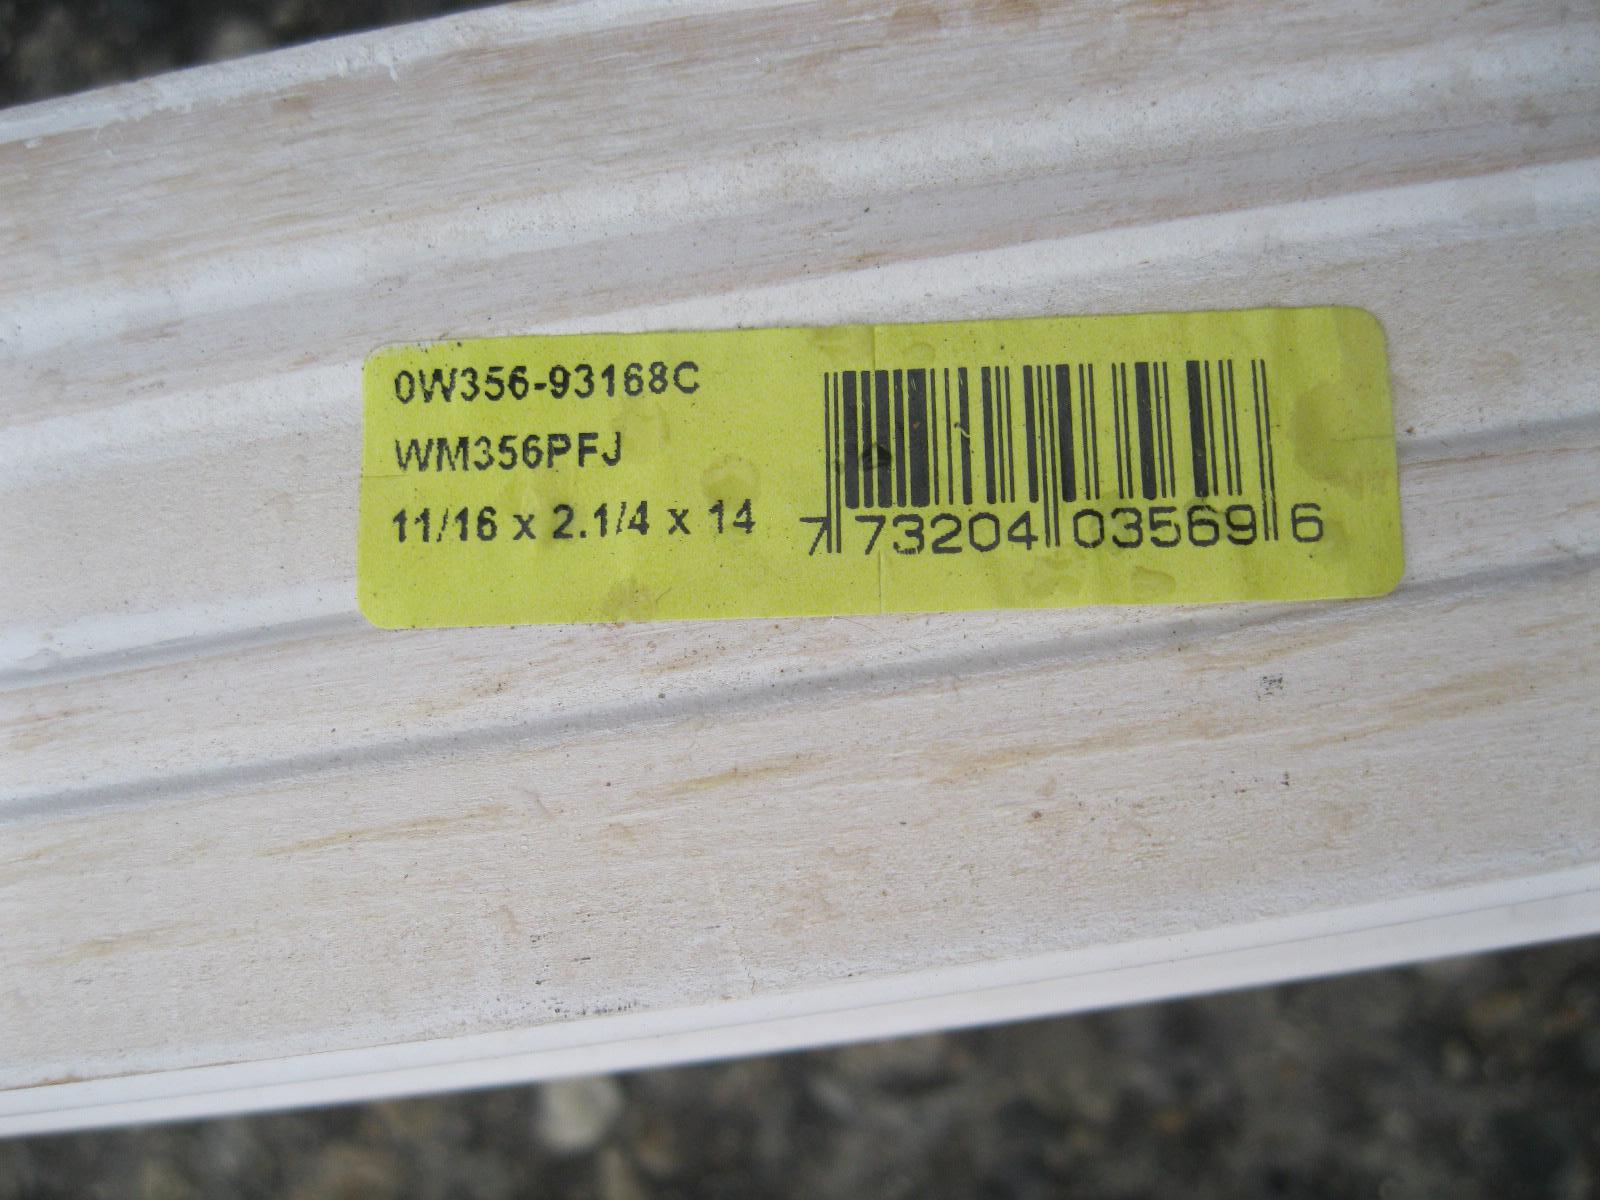 0W356-93168C
WM356PFJ
11/16 x 2.1/4 x 14
7 73204 03569 6